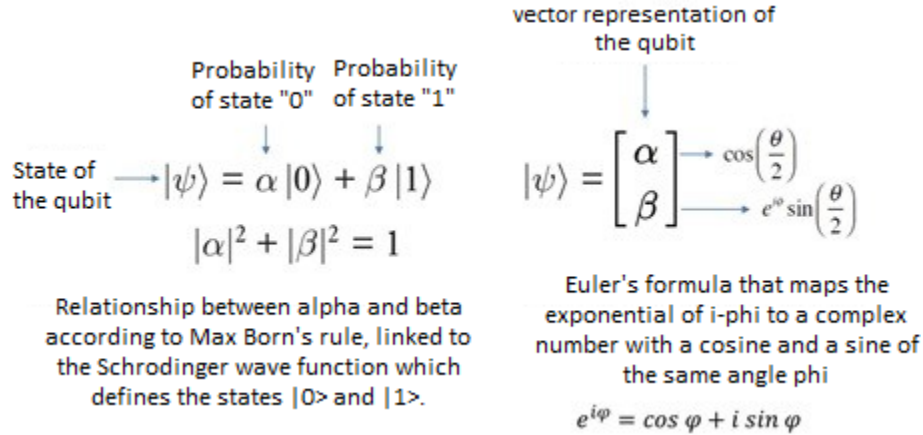 Probability of state "0"
Probability of state "1"
State of the qubit
|ψ⟩ = α |0⟩ + β |1⟩
|α|² + |β|² = 1
Relationship between alpha and beta
according to Max Born's rule, linked to
the Schrodinger wave function which
defines the states |0> and |1>.
vector representation of
the qubit
|ψ⟩ = [α β]
cos(θ/2)
e^{iφ} sin(θ/2)
Euler's formula that maps the
exponential of i-phi to a complex
number with a cosine and a sine of
the same angle phi
e^{iφ} = cos φ + i sin φ